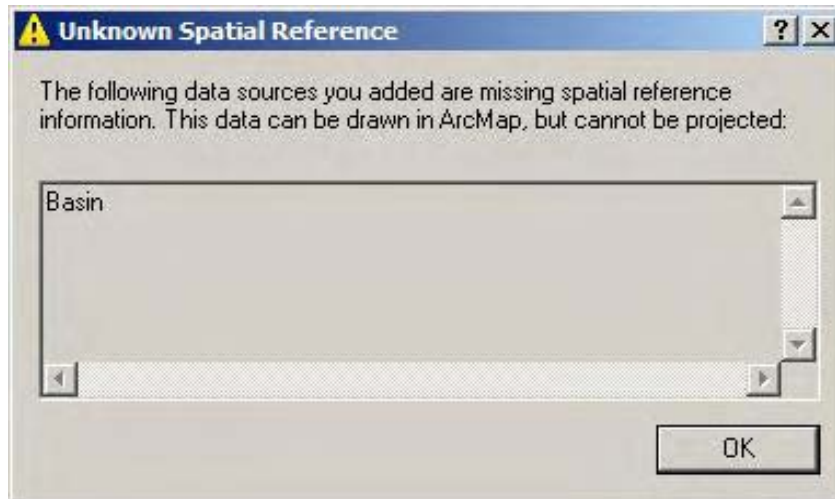 Unknown Spatial Reference
The following data sources you added are missing spatial reference
information. This data can be drawn in ArcMap, but cannot be projected:
Basin
OK